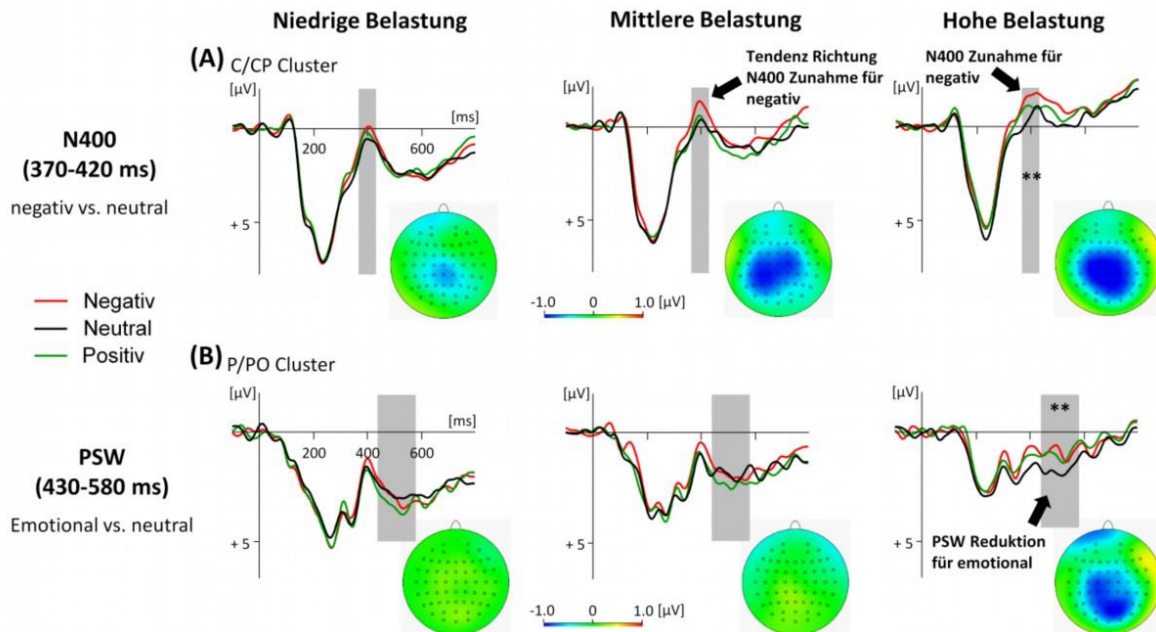 Niedrige Belastung
Mittlere Belastung
Hohe Belastung
(A) C/CP Cluster
N400
(370-420 ms)
negativ vs. neutral
[µV]
[ms]
200
600
+ 5
Tendenz Richtung
N400 Zunahme für
negativ
[µV]
+ 5
-1.0 0 1.0 [µV]
N400 Zunahme für
negativ
[µV]
**
+ 5
Negativ
Neutral
Positiv
(B) P/PO Cluster
PSW
(430-580 ms)
Emotional vs. neutral
[µV]
[ms]
200 400 600
+ 5
[µV]
+ 5
-1.0 0 1.0 [µV]
[µV]
**
+ 5
PSW Reduktion
für emotional